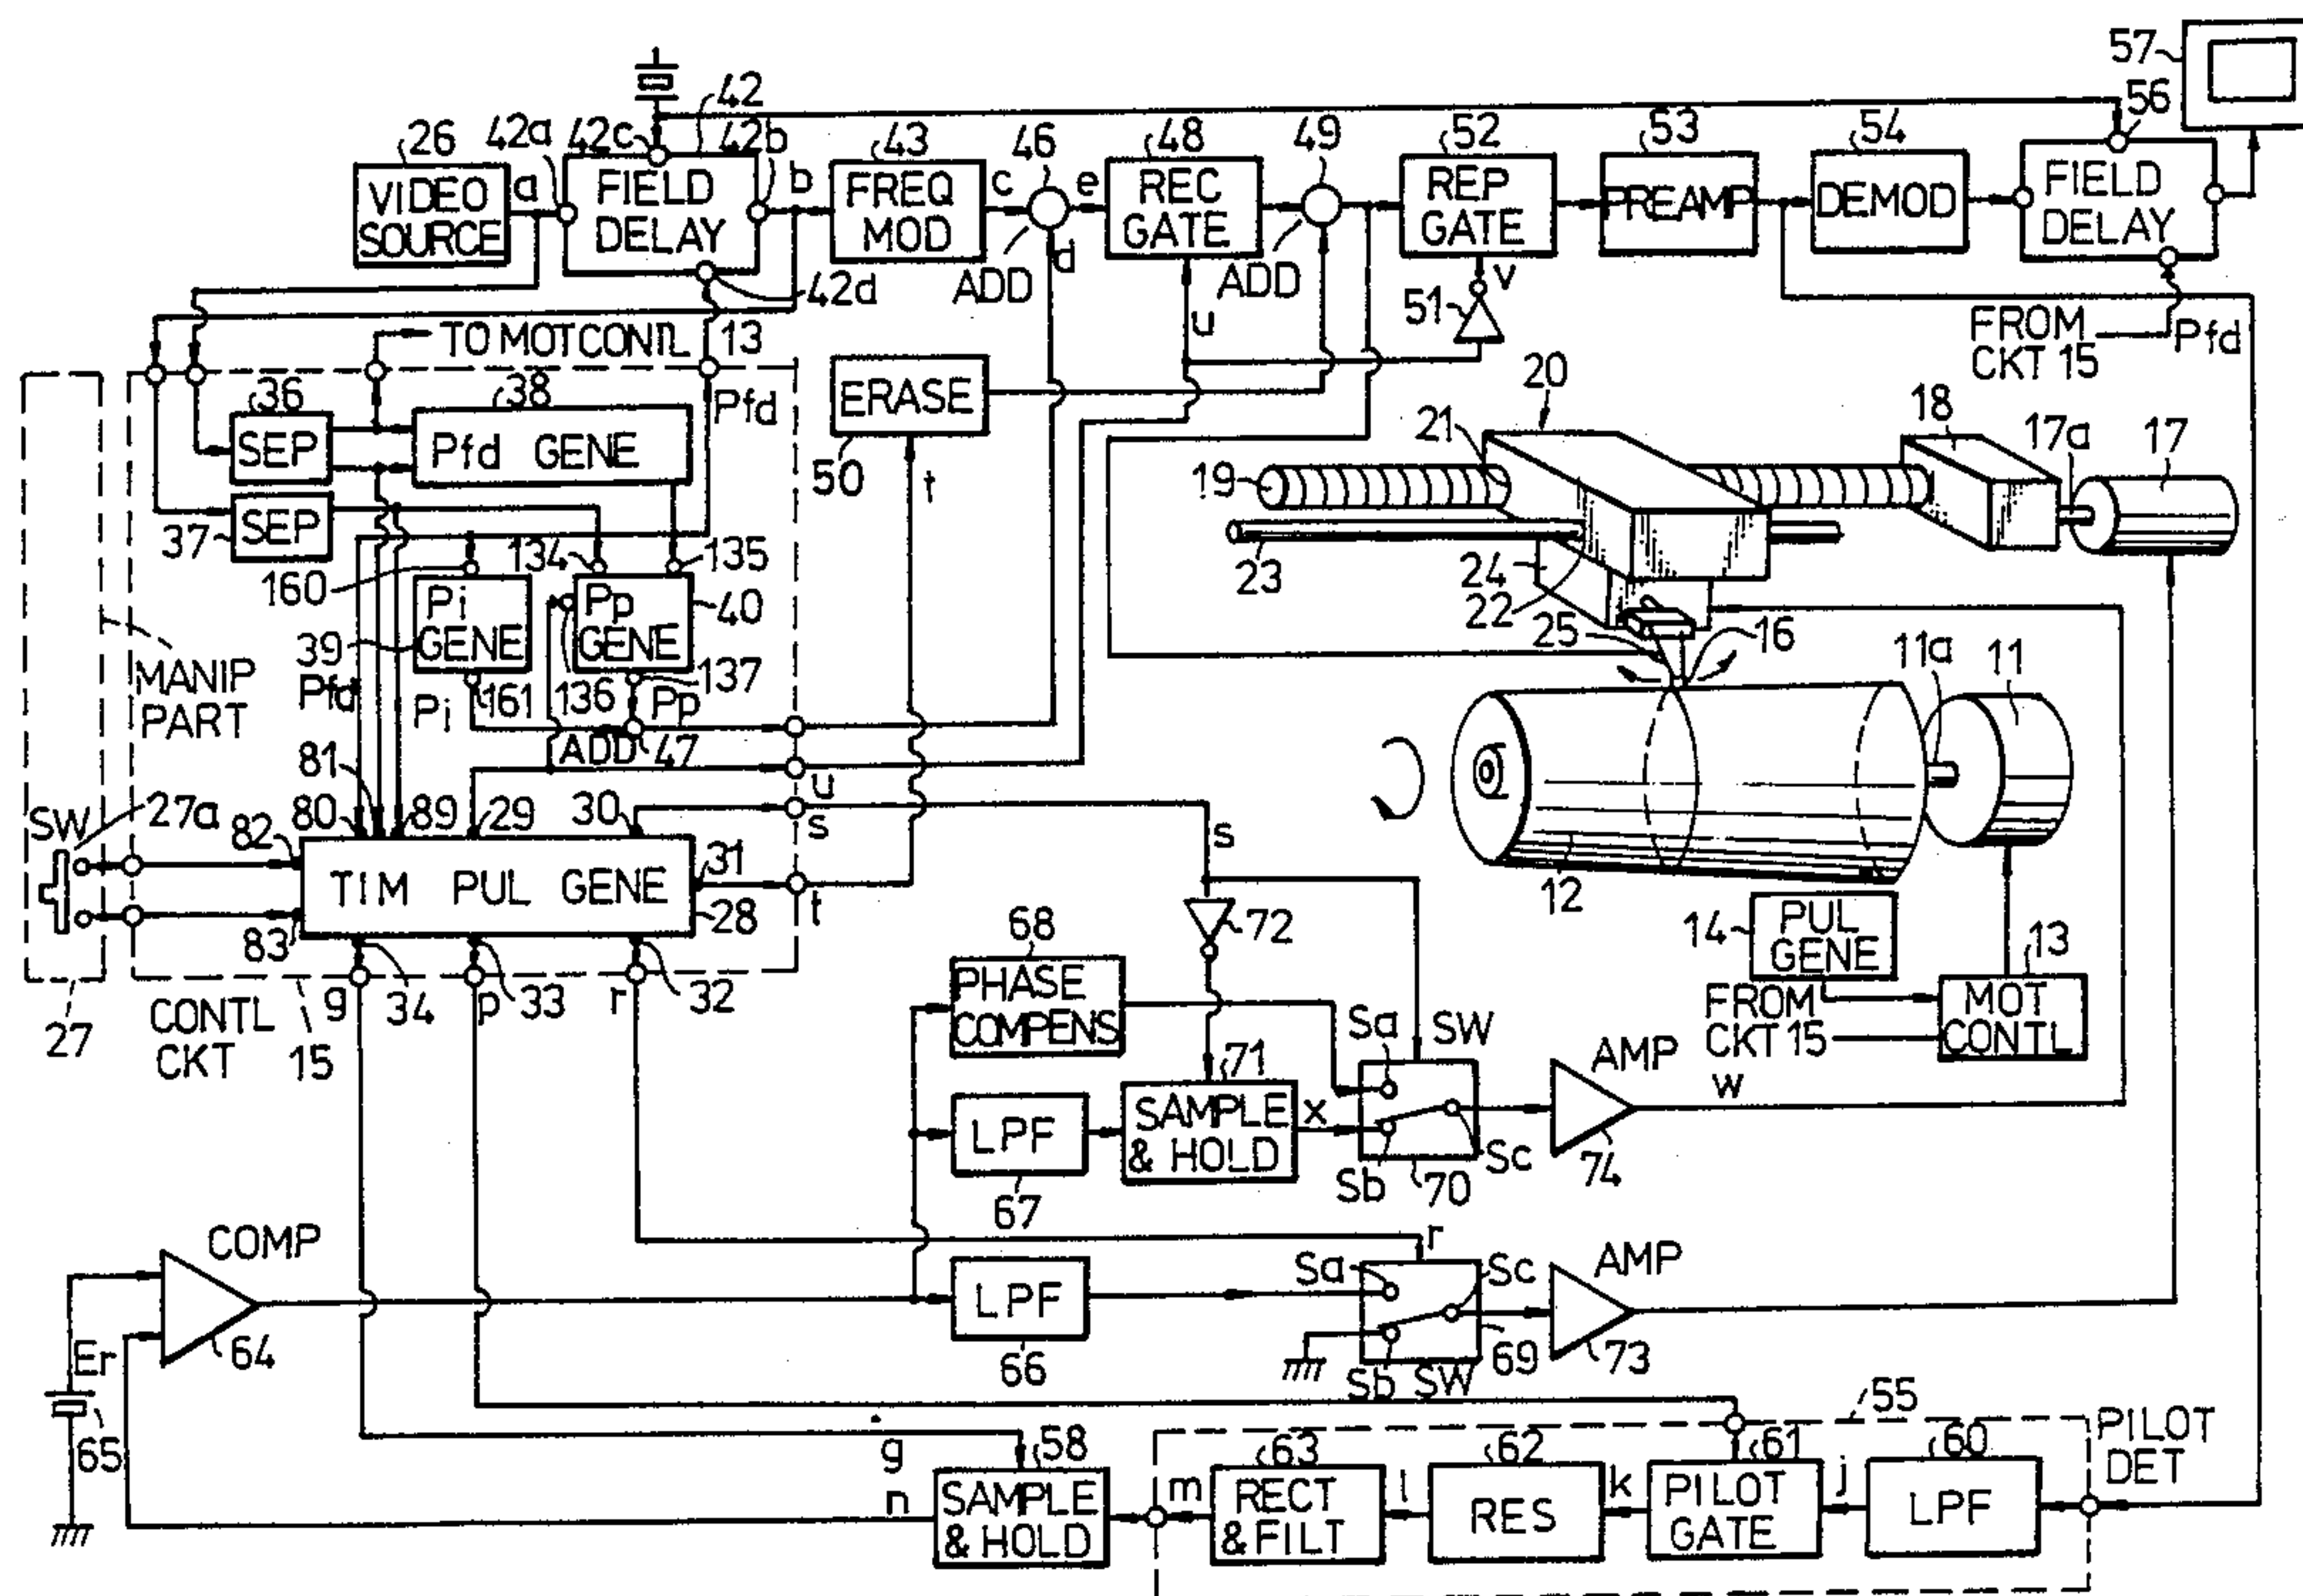 57
42
56
26
42a
42c
42b
43
46
48
49
52
53
54
VIDEO
SOURCE
a
FIELD
DELAY
b
FREQ
MOD
c
e
REC
GATE
REP
GATE
PREAMP
DEMOD
FIELD
DELAY
ADD
d
ADD
v
42d
51
u
FROM
CKT 15
Pfd
TO MOT CONTL
13
36
38
Pfd
ERASE
20
18
17a
17
SEP
Pfd GENE
21
50
t
19
37
SEP
134
135
23
24
22
160
Pi
GENE
Pp
GENE
40
39
25
16
11a
11
MANIP
PART
Pfd
Pi
161
136
137
Pp
ADD
47
81
u
SW
27a
80
89
29
30
s
s
82
31
TIM PUL GENE
12
83
28
t
72
14
PUL
GENE
13
68
g
34
p
33
r
32
PHASE
COMPENS
FROM
CKT 15
MOT
CONTL
27
CONTL
CKT
15
Sa
SW
71
AMP
w
LPF
SAMPLE
& HOLD
x
Sc
Sb
70
74
67
COMP
r
Sa
Sc
AMP
LPF
Er
64
66
69
73
Sb
SW
65
55
g
58
63
62
61
60
PILOT
DET
n
SAMPLE
& HOLD
m
RECT
& FILT
l
RES
k
PILOT
GATE
j
LPF